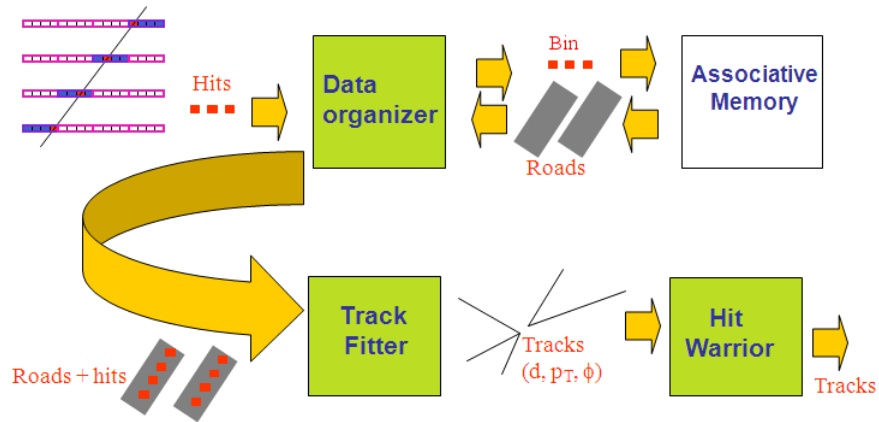 Hits
Data
organizer
Bin
Roads
Associative
Memory
Roads + hits
Track
Fitter
Tracks
(d, pT, ϕ)
Hit
Warrior
Tracks